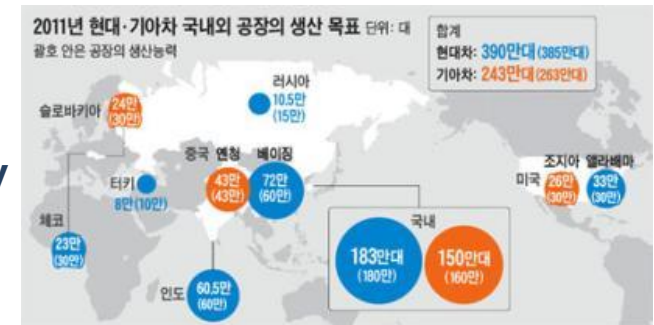 2011년 현대·기아차 국내외 공장의 생산 목표 단위: 대
괄호 안은 공장의 생산능력
합계
현대차: 390만대(385만대)
기아차: 243만대(263만대)
러시아
10.5만
(15만)
슬로바키아
24만
(30만)
중국 옌청 베이징
43만
(43만)
72만
(60만)
터키
8만(10만)
체코
23만
(30만)
인도
60.5만
(60만)
미국
조지아 앨라배마
26만
(30만)
33만
(30만)
국내
183만대
(180만)
150만대
(160만)
y